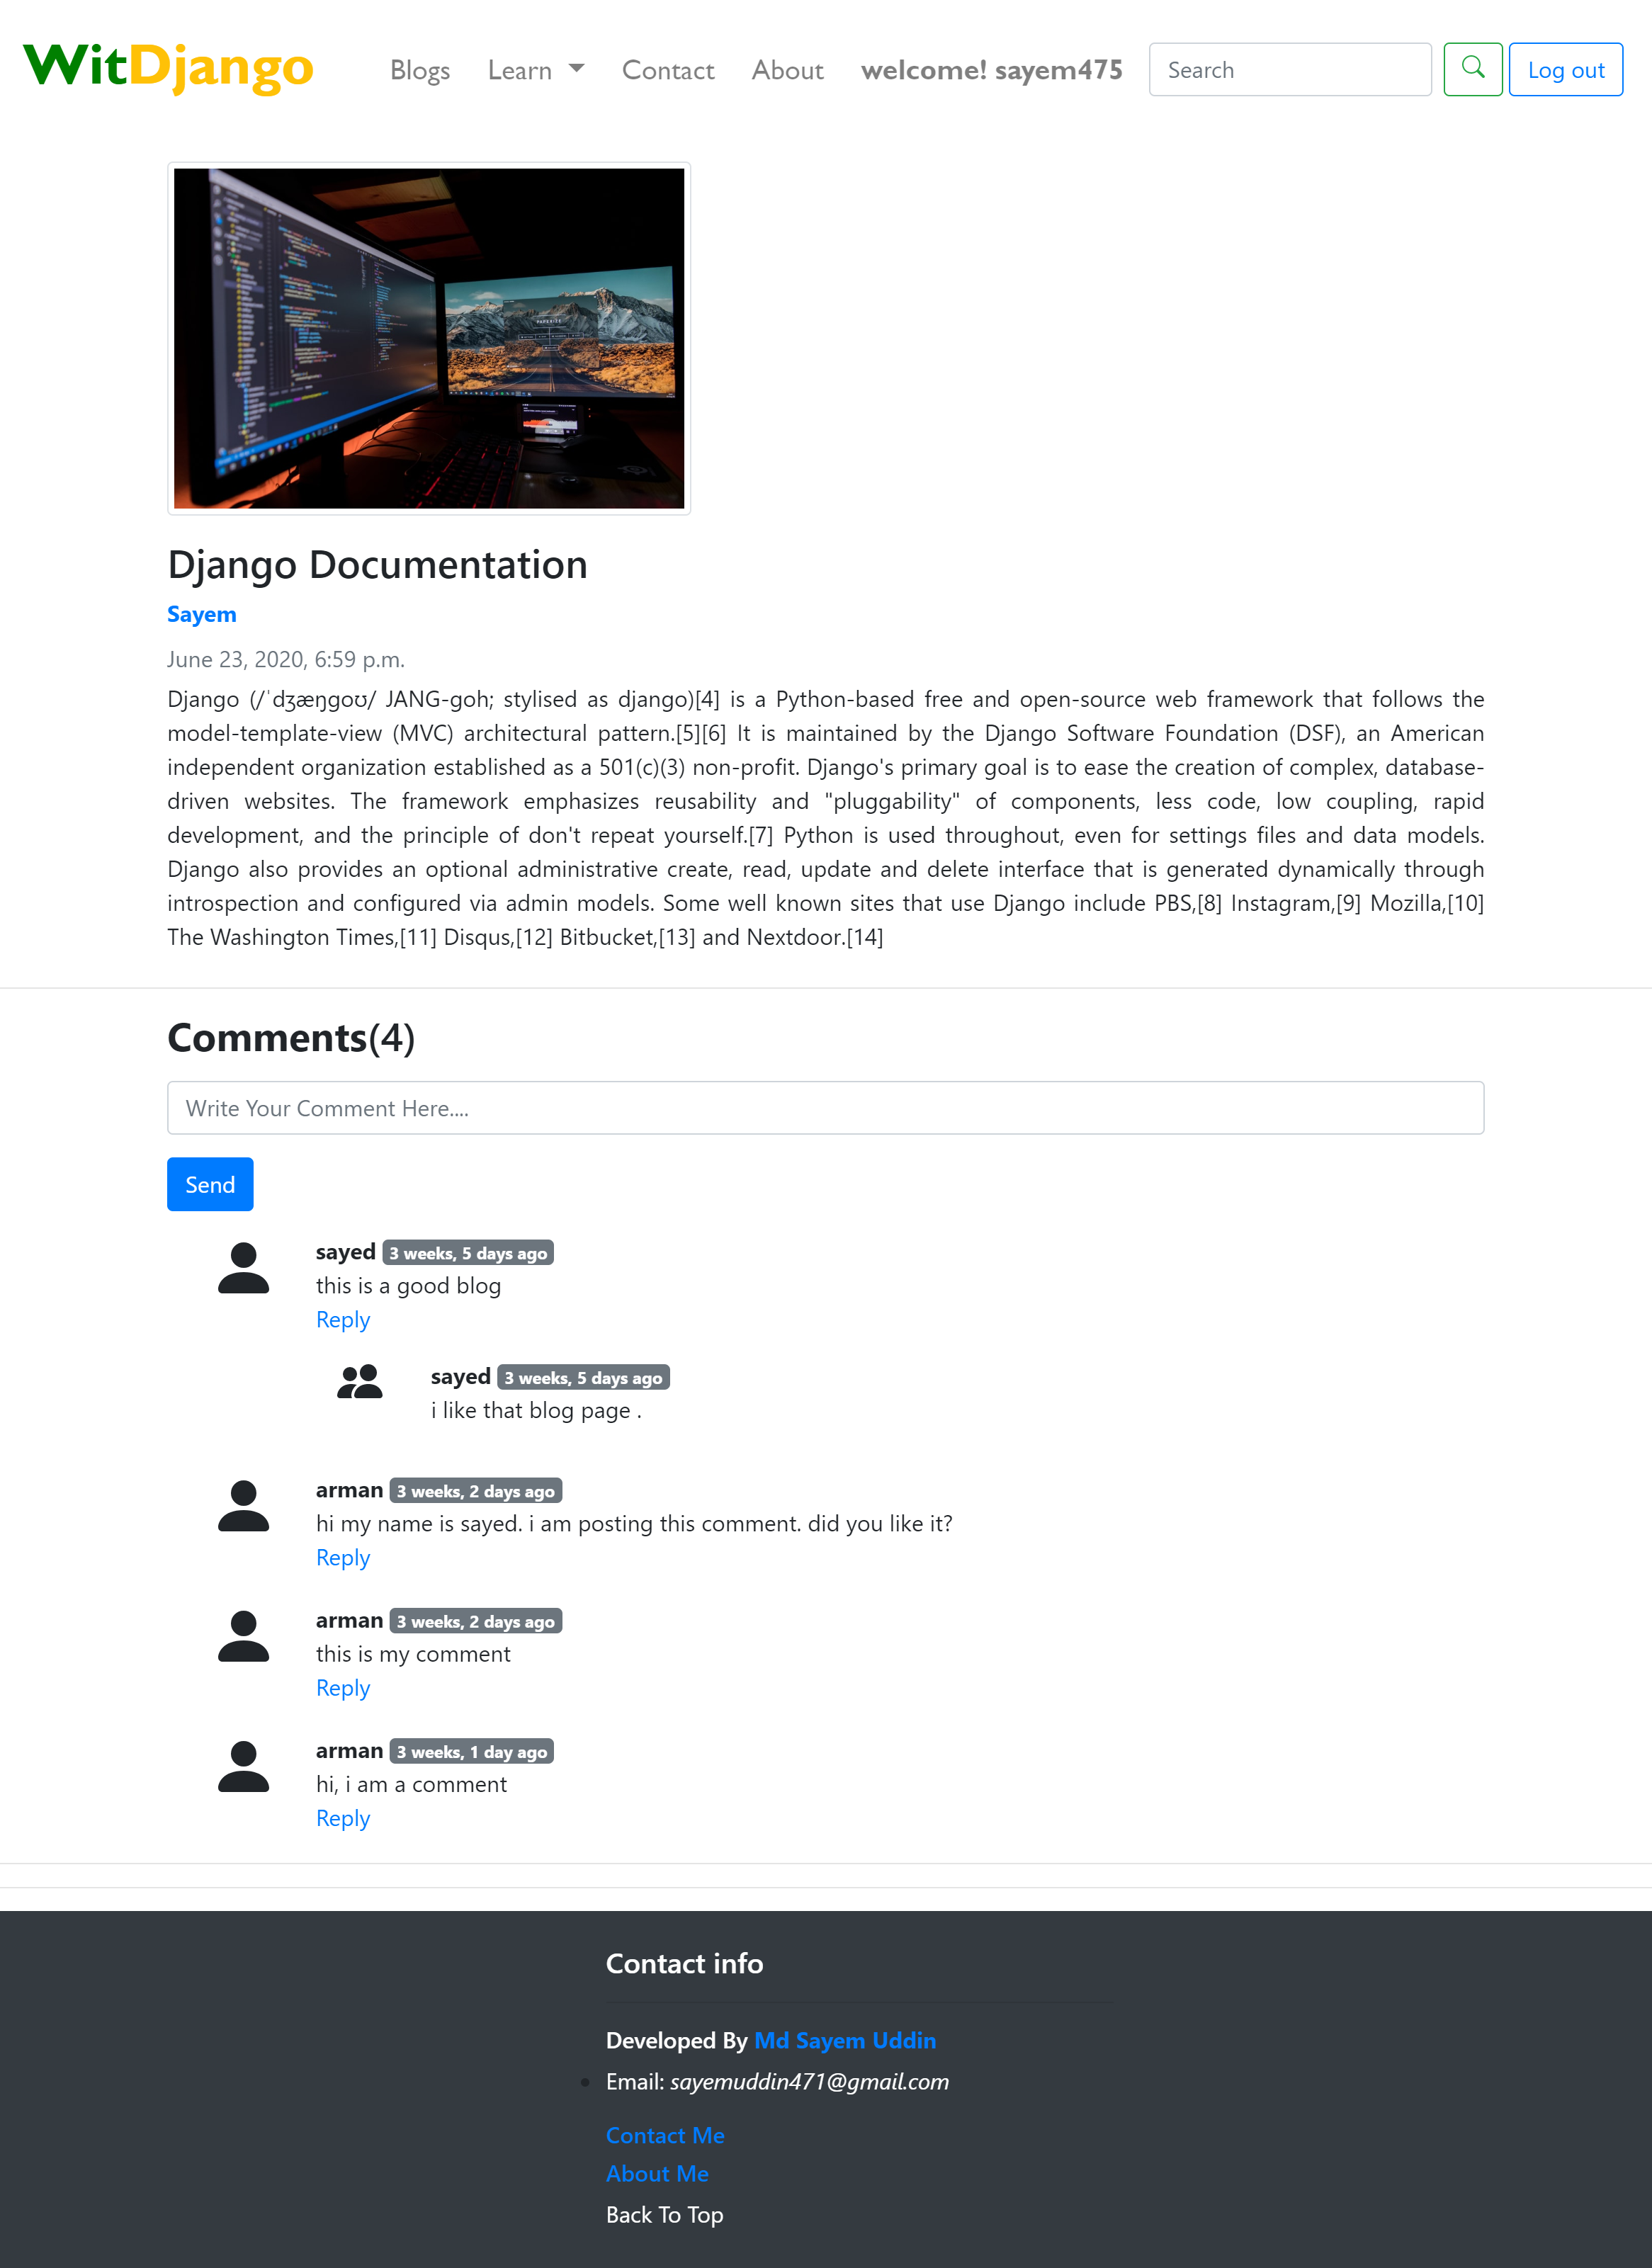 WitDjango
Blogs
Learn
Contact
About
welcome! sayem475
Search
Log out
Django Documentation
Sayem
June 23, 2020, 6:59 p.m.
Django (/ˈdʒæŋɡoʊ/ JANG-goh; stylised as django)[4] is a Python-based free and open-source web framework that follows the
model-template-view (MVC) architectural pattern.[5][6] It is maintained by the Django Software Foundation (DSF), an American
independent organization established as a 501(c)(3) non-profit. Django's primary goal is to ease the creation of complex, database-
driven websites. The framework emphasizes reusability and "pluggability" of components, less code, low coupling, rapid
development, and the principle of don't repeat yourself.[7] Python is used throughout, even for settings files and data models.
Django also provides an optional administrative create, read, update and delete interface that is generated dynamically through
introspection and configured via admin models. Some well known sites that use Django include PBS,[8] Instagram,[9] Mozilla,[10]
The Washington Times,[11] Disqus,[12] Bitbucket,[13] and Nextdoor.[14]
Comments(4)
Write Your Comment Here....
Send
sayed 3 weeks, 5 days ago
this is a good blog
Reply
sayed 3 weeks, 5 days ago
i like that blog page .
arman 3 weeks, 2 days ago
hi my name is sayed. i am posting this comment. did you like it?
Reply
arman 3 weeks, 2 days ago
this is my comment
Reply
arman 3 weeks, 1 day ago
hi, i am a comment
Reply
Contact info
Developed By Md Sayem Uddin
Email: sayemuddin471@gmail.com
Contact Me
About Me
Back To Top